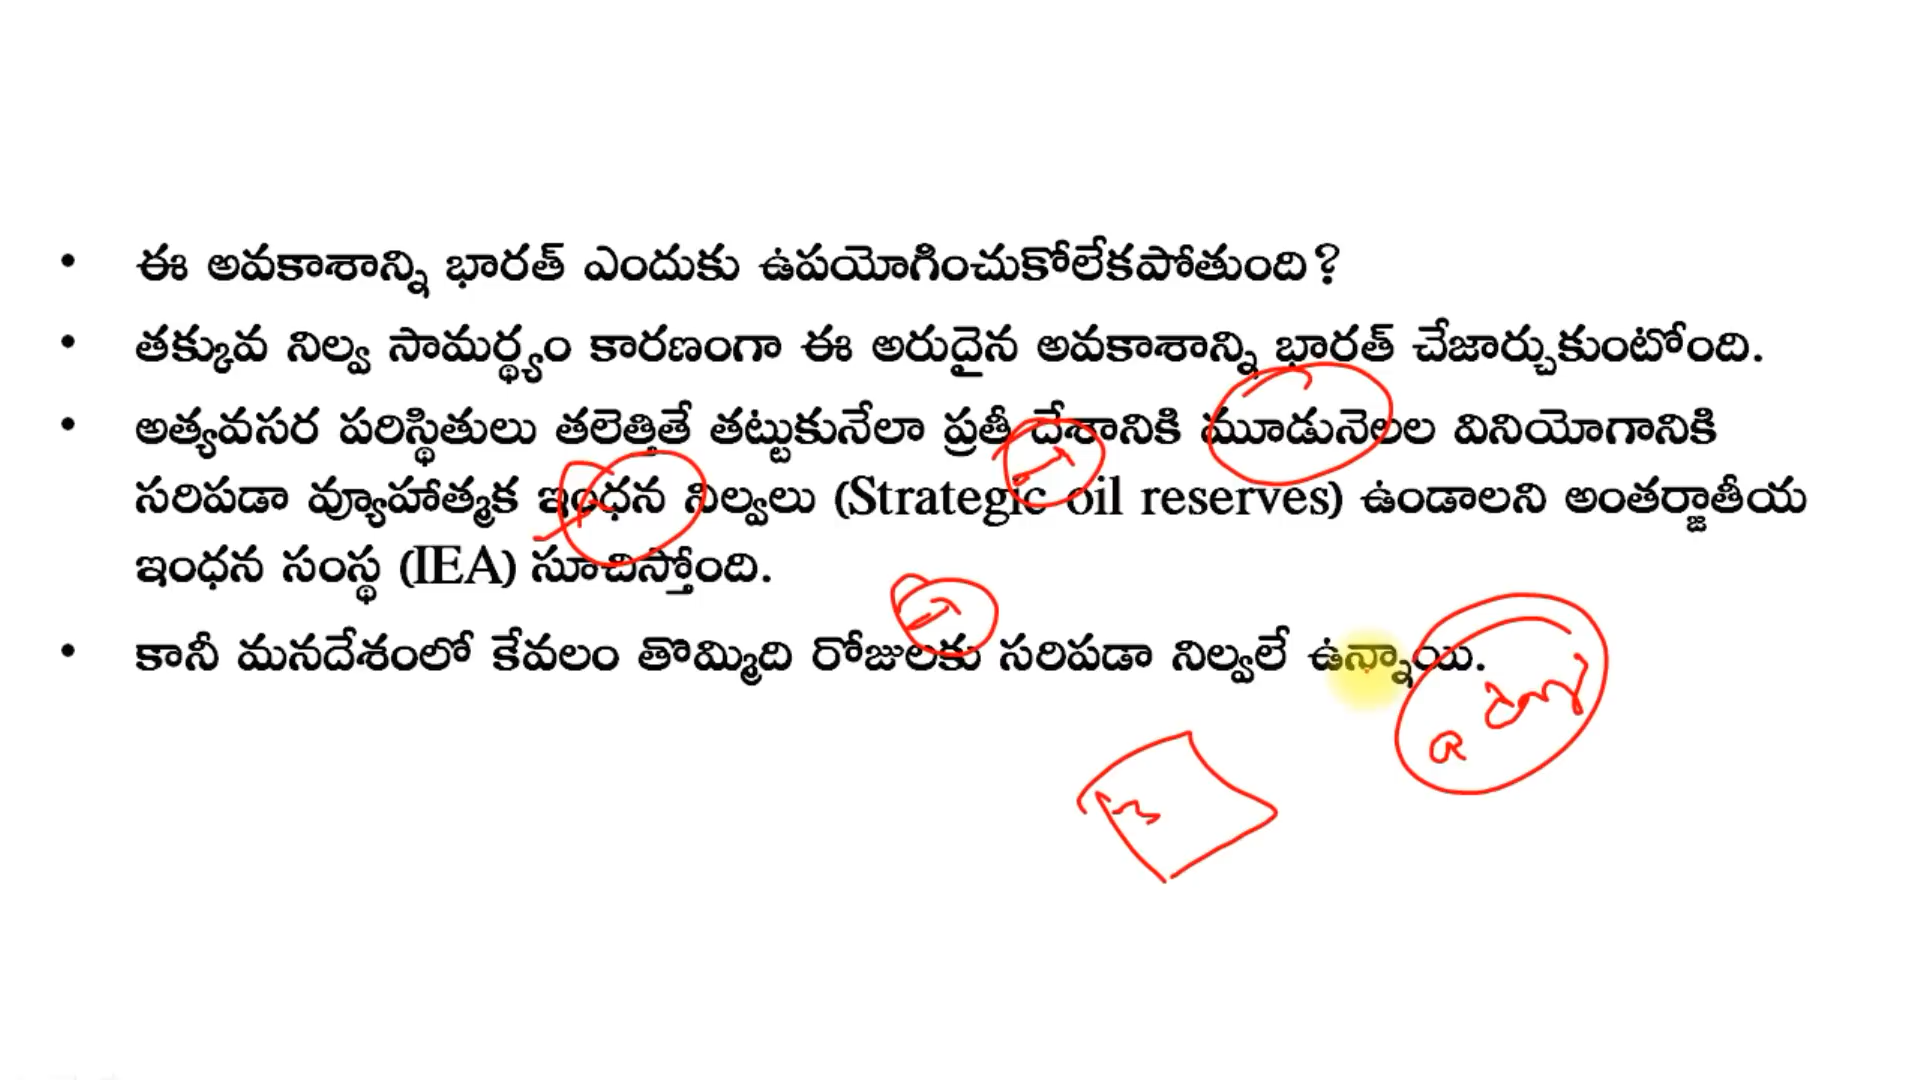 • ఈ అవకాశాన్ని భారత్ ఎందుకు ఉపయోగించుకోలేకపోతుంది?
• తక్కువ నిల్వ సామర్థ్యం కారణంగా ఈ అరుదైన అవకాశాన్ని భారత్ చేజార్చుకుంటోంది.
• అత్యవసర పరిస్థితులు తలెత్తితే తట్టుకునేలా ప్రతీ దేశానికి మూడునెలల వినియోగానికి
సరిపడా వ్యూహాత్మక ఇంధన నిల్వలు (Strategic oil reserves) ఉండాలని అంతర్జాతీయ
ఇంధన సంస్థ (IEA) సూచిస్తోంది.
• కానీ మనదేశంలో కేవలం తొమ్మిది రోజులకు సరిపడా నిల్వలే ఉన్నాయి.